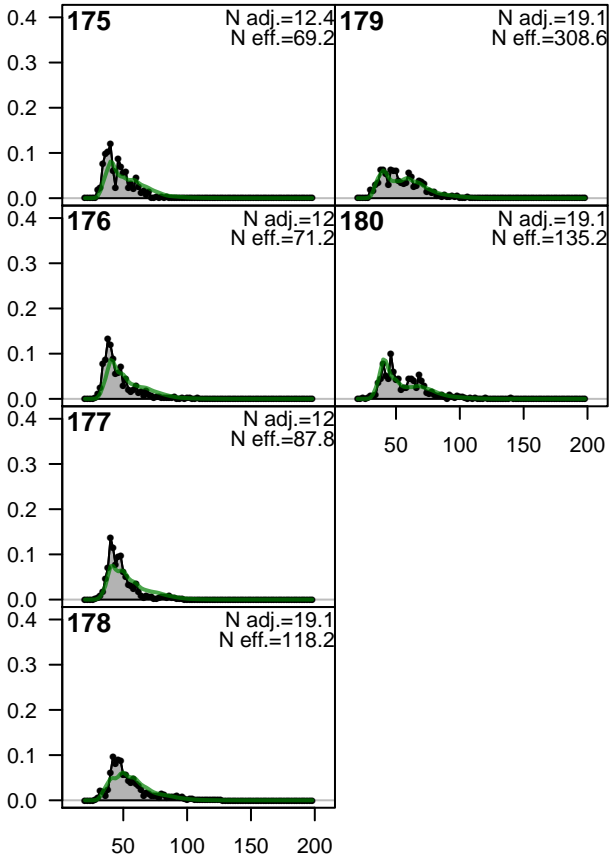 175
N adj.=12.4
N eff.=69.2
0.4
0.3
0.2
0.1
0.0
176
N adj.=12
N eff.=71.2
0.4
0.3
0.2
0.1
0.0
177
N adj.=12
N eff.=87.8
0.4
0.3
0.2
0.1
0.0
178
N adj.=19.1
N eff.=118.2
0.4
0.3
0.2
0.1
0.0
50 100 150 200
179
N adj.=19.1
N eff.=308.6
180
N adj.=19.1
N eff.=135.2
50 100 150 200